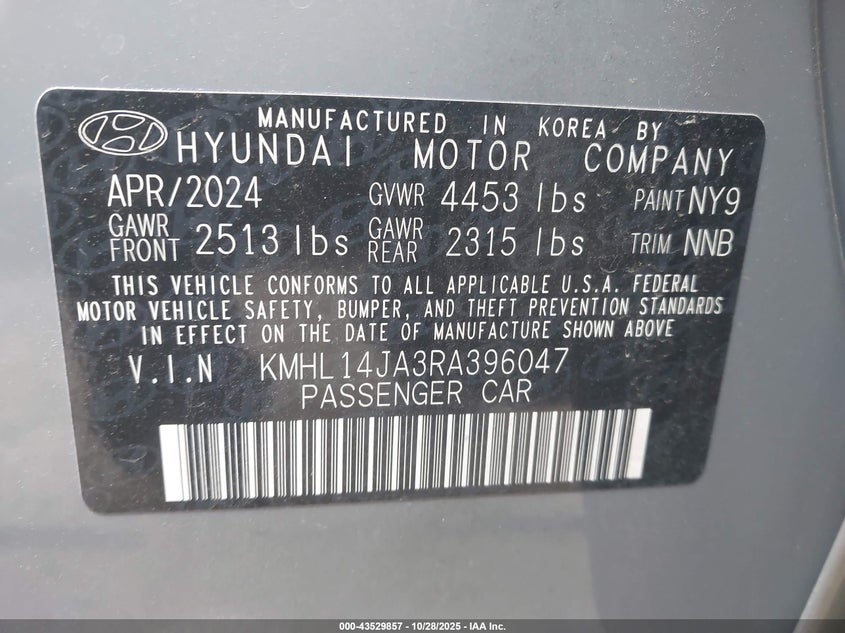 MANUFACTURED IN KOREA BY
HYUNDAI MOTOR COMPANY
APR/2024 GVWR 4453 lbs PAINT NY9
GAWR FRONT 2513 lbs GAWR REAR 2315 lbs TRIM NNB
THIS VEHICLE CONFORMS TO ALL APPLICABLE U.S.A. FEDERAL
MOTOR VEHICLE SAFETY, BUMPER, AND THEFT PREVENTION STANDARDS
IN EFFECT ON THE DATE OF MANUFACTURE SHOWN ABOVE
V.I.N KMHL14JA3RA396047
PASSENGER CAR
000-43529857 - 10/28/2025 - IAA Inc.